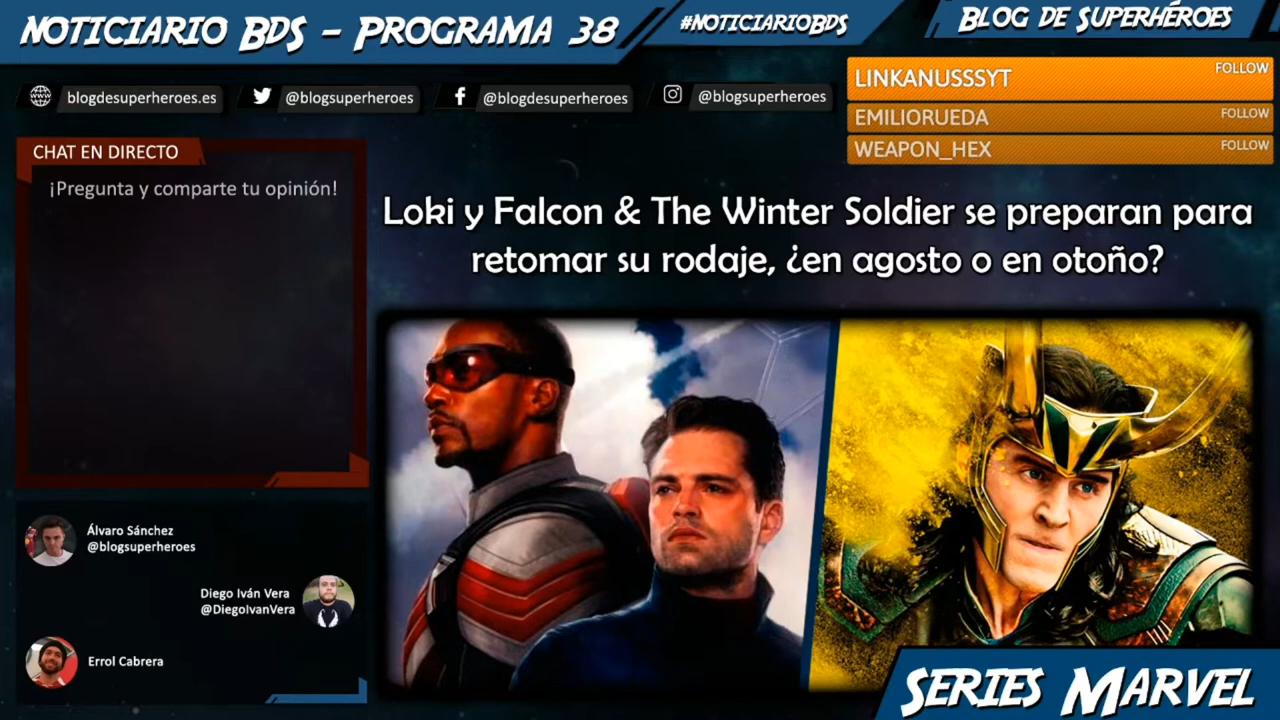 NOTICIARIO BDS – PROGRAMA 38
#NOTICIARIOBDS
BLOG DE SUPERHÉROES
blogdesuperheroes.es
@blogsuperheroes
@blogdesuperheroes
@blogsuperheroes
LINKANUSSSYT FOLLOW
EMILIORUEDA FOLLOW
WEAPON_HEX FOLLOW
CHAT EN DIRECTO
¡Pregunta y comparte tu opinión!
Loki y Falcon & The Winter Soldier se preparan para
retomar su rodaje, ¿en agosto o en otoño?
Álvaro Sánchez
@blogsuperheroes
Diego Iván Vera
@DiegoIvanVera
Errol Cabrera
SERIES MARVEL